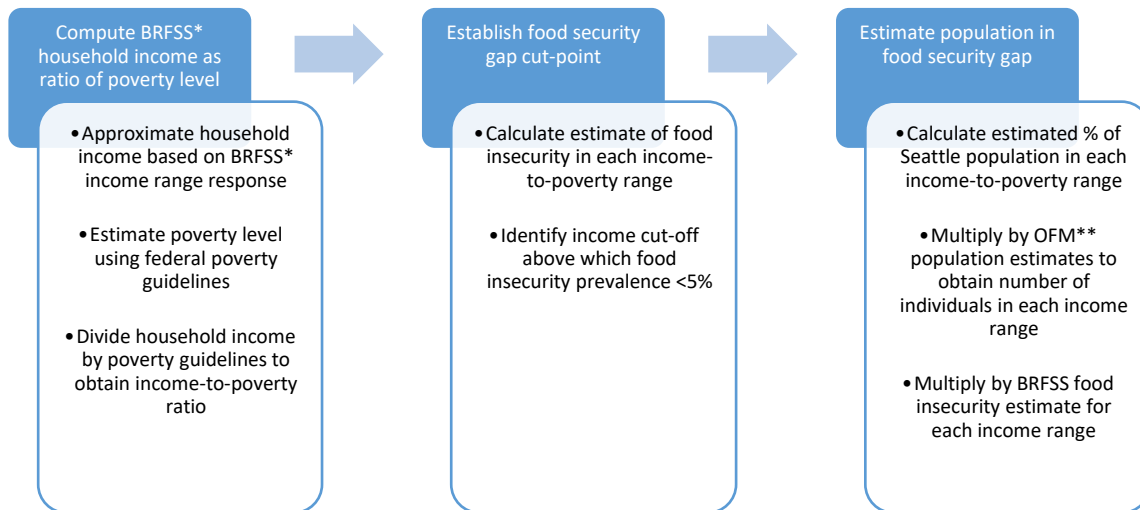 Compute BRFSS*
household income as
ratio of poverty level
•Approximate household
income based on BRFSS*
income range response
•Estimate poverty level
using federal poverty
guidelines
•Divide household income
by poverty guidelines to
obtain income-to-poverty
ratio
Establish food security
gap cut-point
•Calculate estimate of food
insecurity in each income-
to-poverty range
•Identify income cut-off
above which food
insecurity prevalence <5%
Estimate population in
food security gap
•Calculate estimated % of
Seattle population in each
income-to-poverty range
•Multiply by OFM**
population estimates to
obtain number of
individuals in each income
range
•Multiply by BRFSS food
insecurity estimate for
each income range